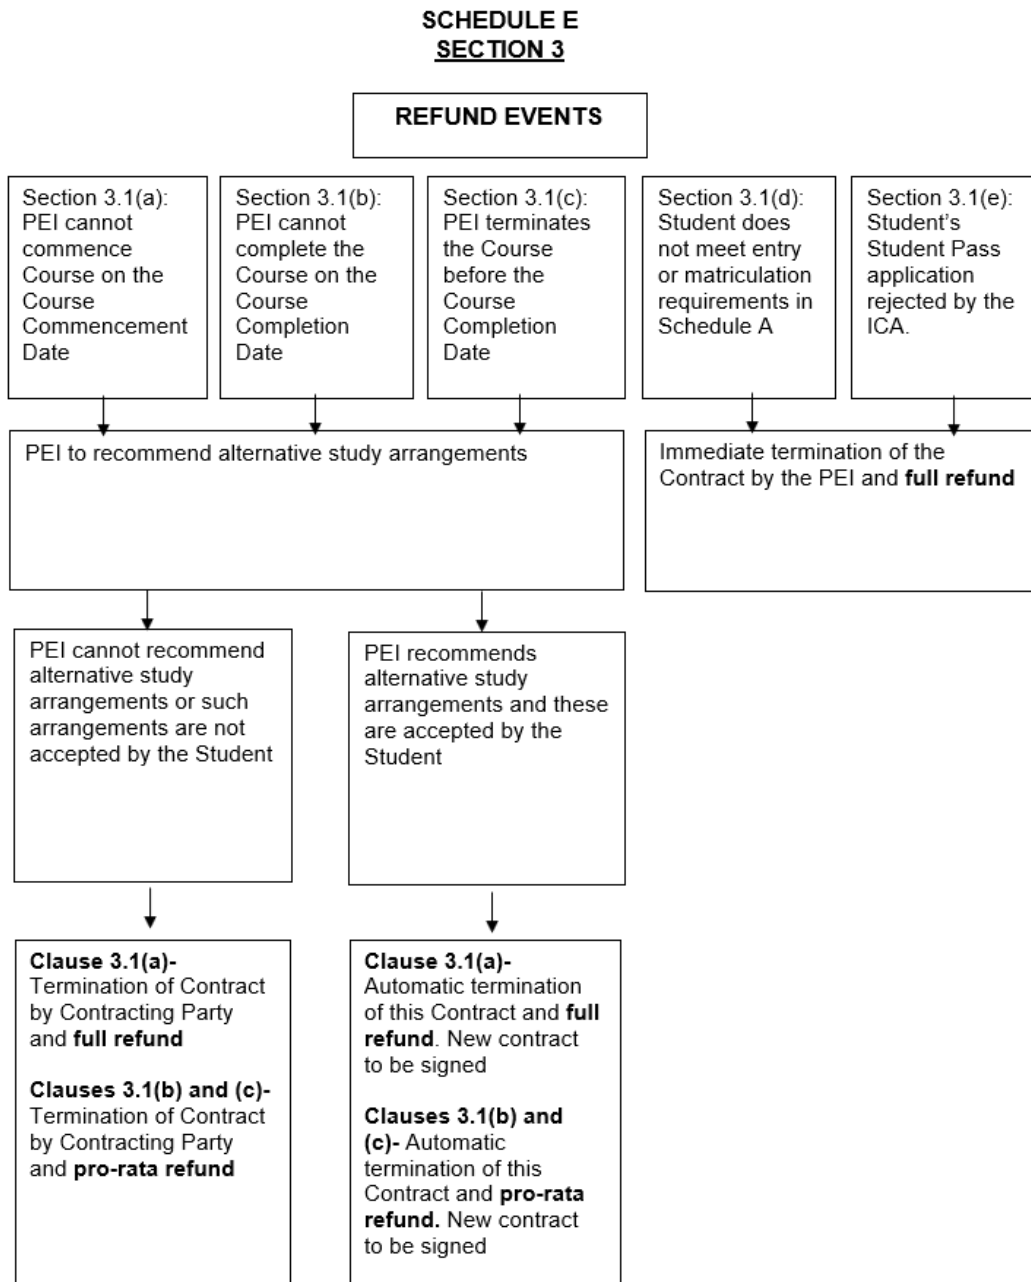 SCHEDULE E
SECTION 3
REFUND EVENTS
Section 3.1(a):
PEI cannot
commence
Course on the
Course
Commencement
Date
Section 3.1(b):
PEI cannot
complete the
Course on the
Course
Completion
Date
Section 3.1(c):
PEI terminates
the Course
before the
Course
Completion
Date
Section 3.1(d):
Student does
not meet entry
or matriculation
requirements in
Schedule A
Section 3.1(e):
Student’s
Student Pass
application
rejected by the
ICA.
PEI to recommend alternative study arrangements
Immediate termination of the
Contract by the PEI and full refund
PEI cannot recommend
alternative study
arrangements or such
arrangements are not
accepted by the Student
PEI recommends
alternative study
arrangements and these
are accepted by the
Student
Clause 3.1(a)-
Termination of Contract
by Contracting Party
and full refund
Clauses 3.1(b) and (c)-
Termination of Contract
by Contracting Party
and pro-rata refund
Clause 3.1(a)-
Automatic termination
of this Contract and full
refund. New contract
to be signed
Clauses 3.1(b) and
(c)- Automatic
termination of this
Contract and pro-rata
refund. New contract
to be signed